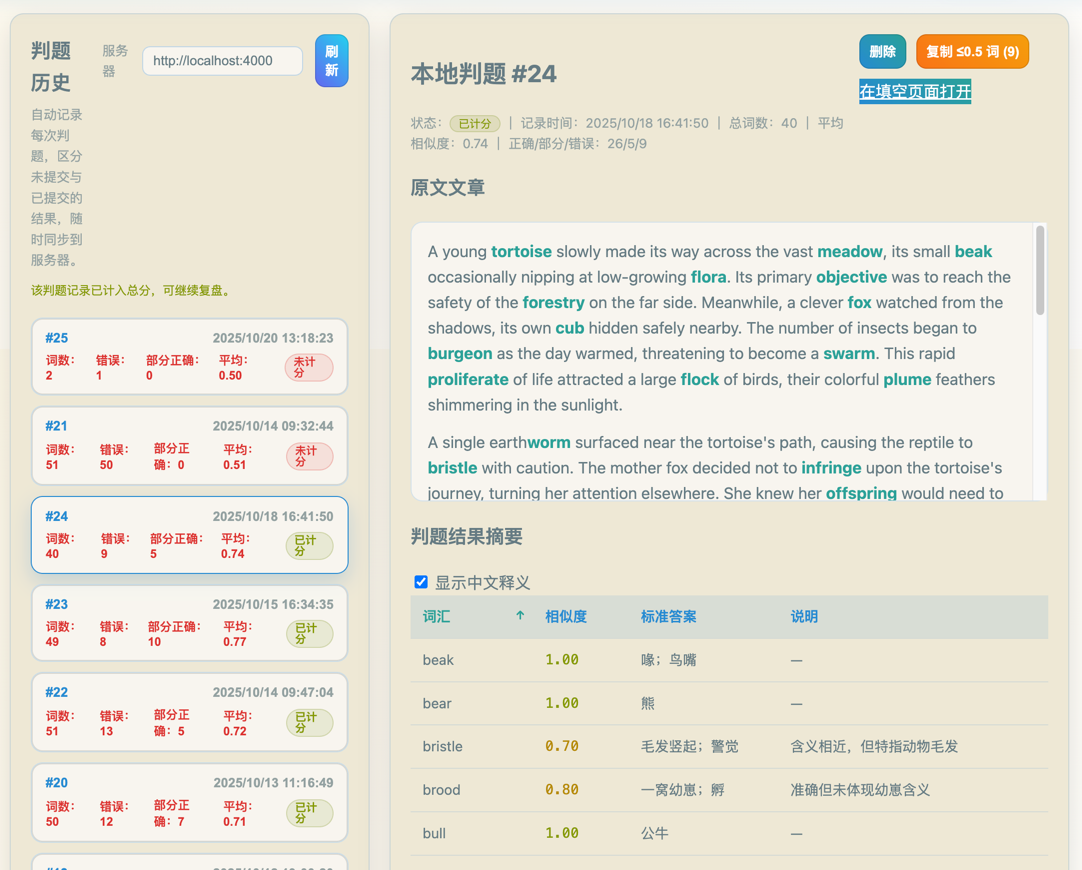 判题
历史
服务
器
http://localhost:4000
刷
新
自动记录
每次判
题，区分
未提交与
已提交的
结果，随
时同步到
服务器。
该判题记录已计入总分，可继续复盘。
#25 2025/10/20 13:18:23
词数： 错误： 部分正确： 平均： 未计
2 1 0 0.50 分
#21 2025/10/14 09:32:44
词数： 错误： 部分正 平均： 未计
51 50 确：0 0.51 分
#24 2025/10/18 16:41:50
词数： 错误： 部分正确： 平均： 已计
40 9 5 0.74 分
#23 2025/10/15 16:34:35
词数： 错误： 部分正确： 平均： 已计
49 8 10 0.77 分
#22 2025/10/14 09:47:04
词数： 错误： 部分正 平均： 已计
51 13 确：5 0.72 分
#20 2025/10/13 11:16:49
词数： 错误： 部分正 平均： 已计
50 12 确：7 0.71 分
本地判题 #24
删除 复制 ≤0.5 词 (9)
在填空页面打开
状态： 已计分 | 记录时间：2025/10/18 16:41:50 | 总词数：40 | 平均
相似度：0.74 | 正确/部分/错误：26/5/9
原文文章
A young tortoise slowly made its way across the vast meadow, its small beak
occasionally nipping at low-growing flora. Its primary objective was to reach the
safety of the forestry on the far side. Meanwhile, a clever fox watched from the
shadows, its own cub hidden safely nearby. The number of insects began to
burgeon as the day warmed, threatening to become a swarm. This rapid
proliferate of life attracted a large flock of birds, their colorful plume feathers
shimmering in the sunlight.
A single earthworm surfaced near the tortoise's path, causing the reptile to
bristle with caution. The mother fox decided not to infringe upon the tortoise's
journey, turning her attention elsewhere. She knew her offspring would need to
判题结果摘要
显示中文释义
词汇 ↑ 相似度 标准答案 说明
beak 1.00 喙；鸟嘴 —
bear 1.00 熊 —
bristle 0.70 毛发竖起；警觉 含义相近，但特指动物毛发
brood 0.80 一窝幼崽；孵 准确但未体现幼崽含义
bull 1.00 公牛 —